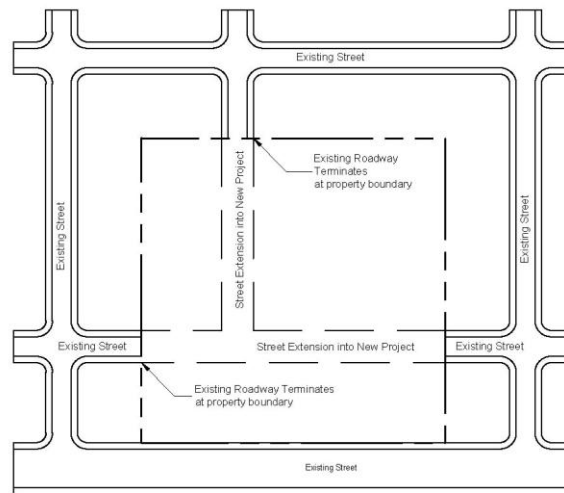 Existing Street
Existing Roadway
Terminates
at property boundary
Street Extension into New Project
Existing Street
Existing Street
Existing Street
Street Extension into New Project
Existing Street
Existing Roadway Terminates
at property boundary
Existing Street